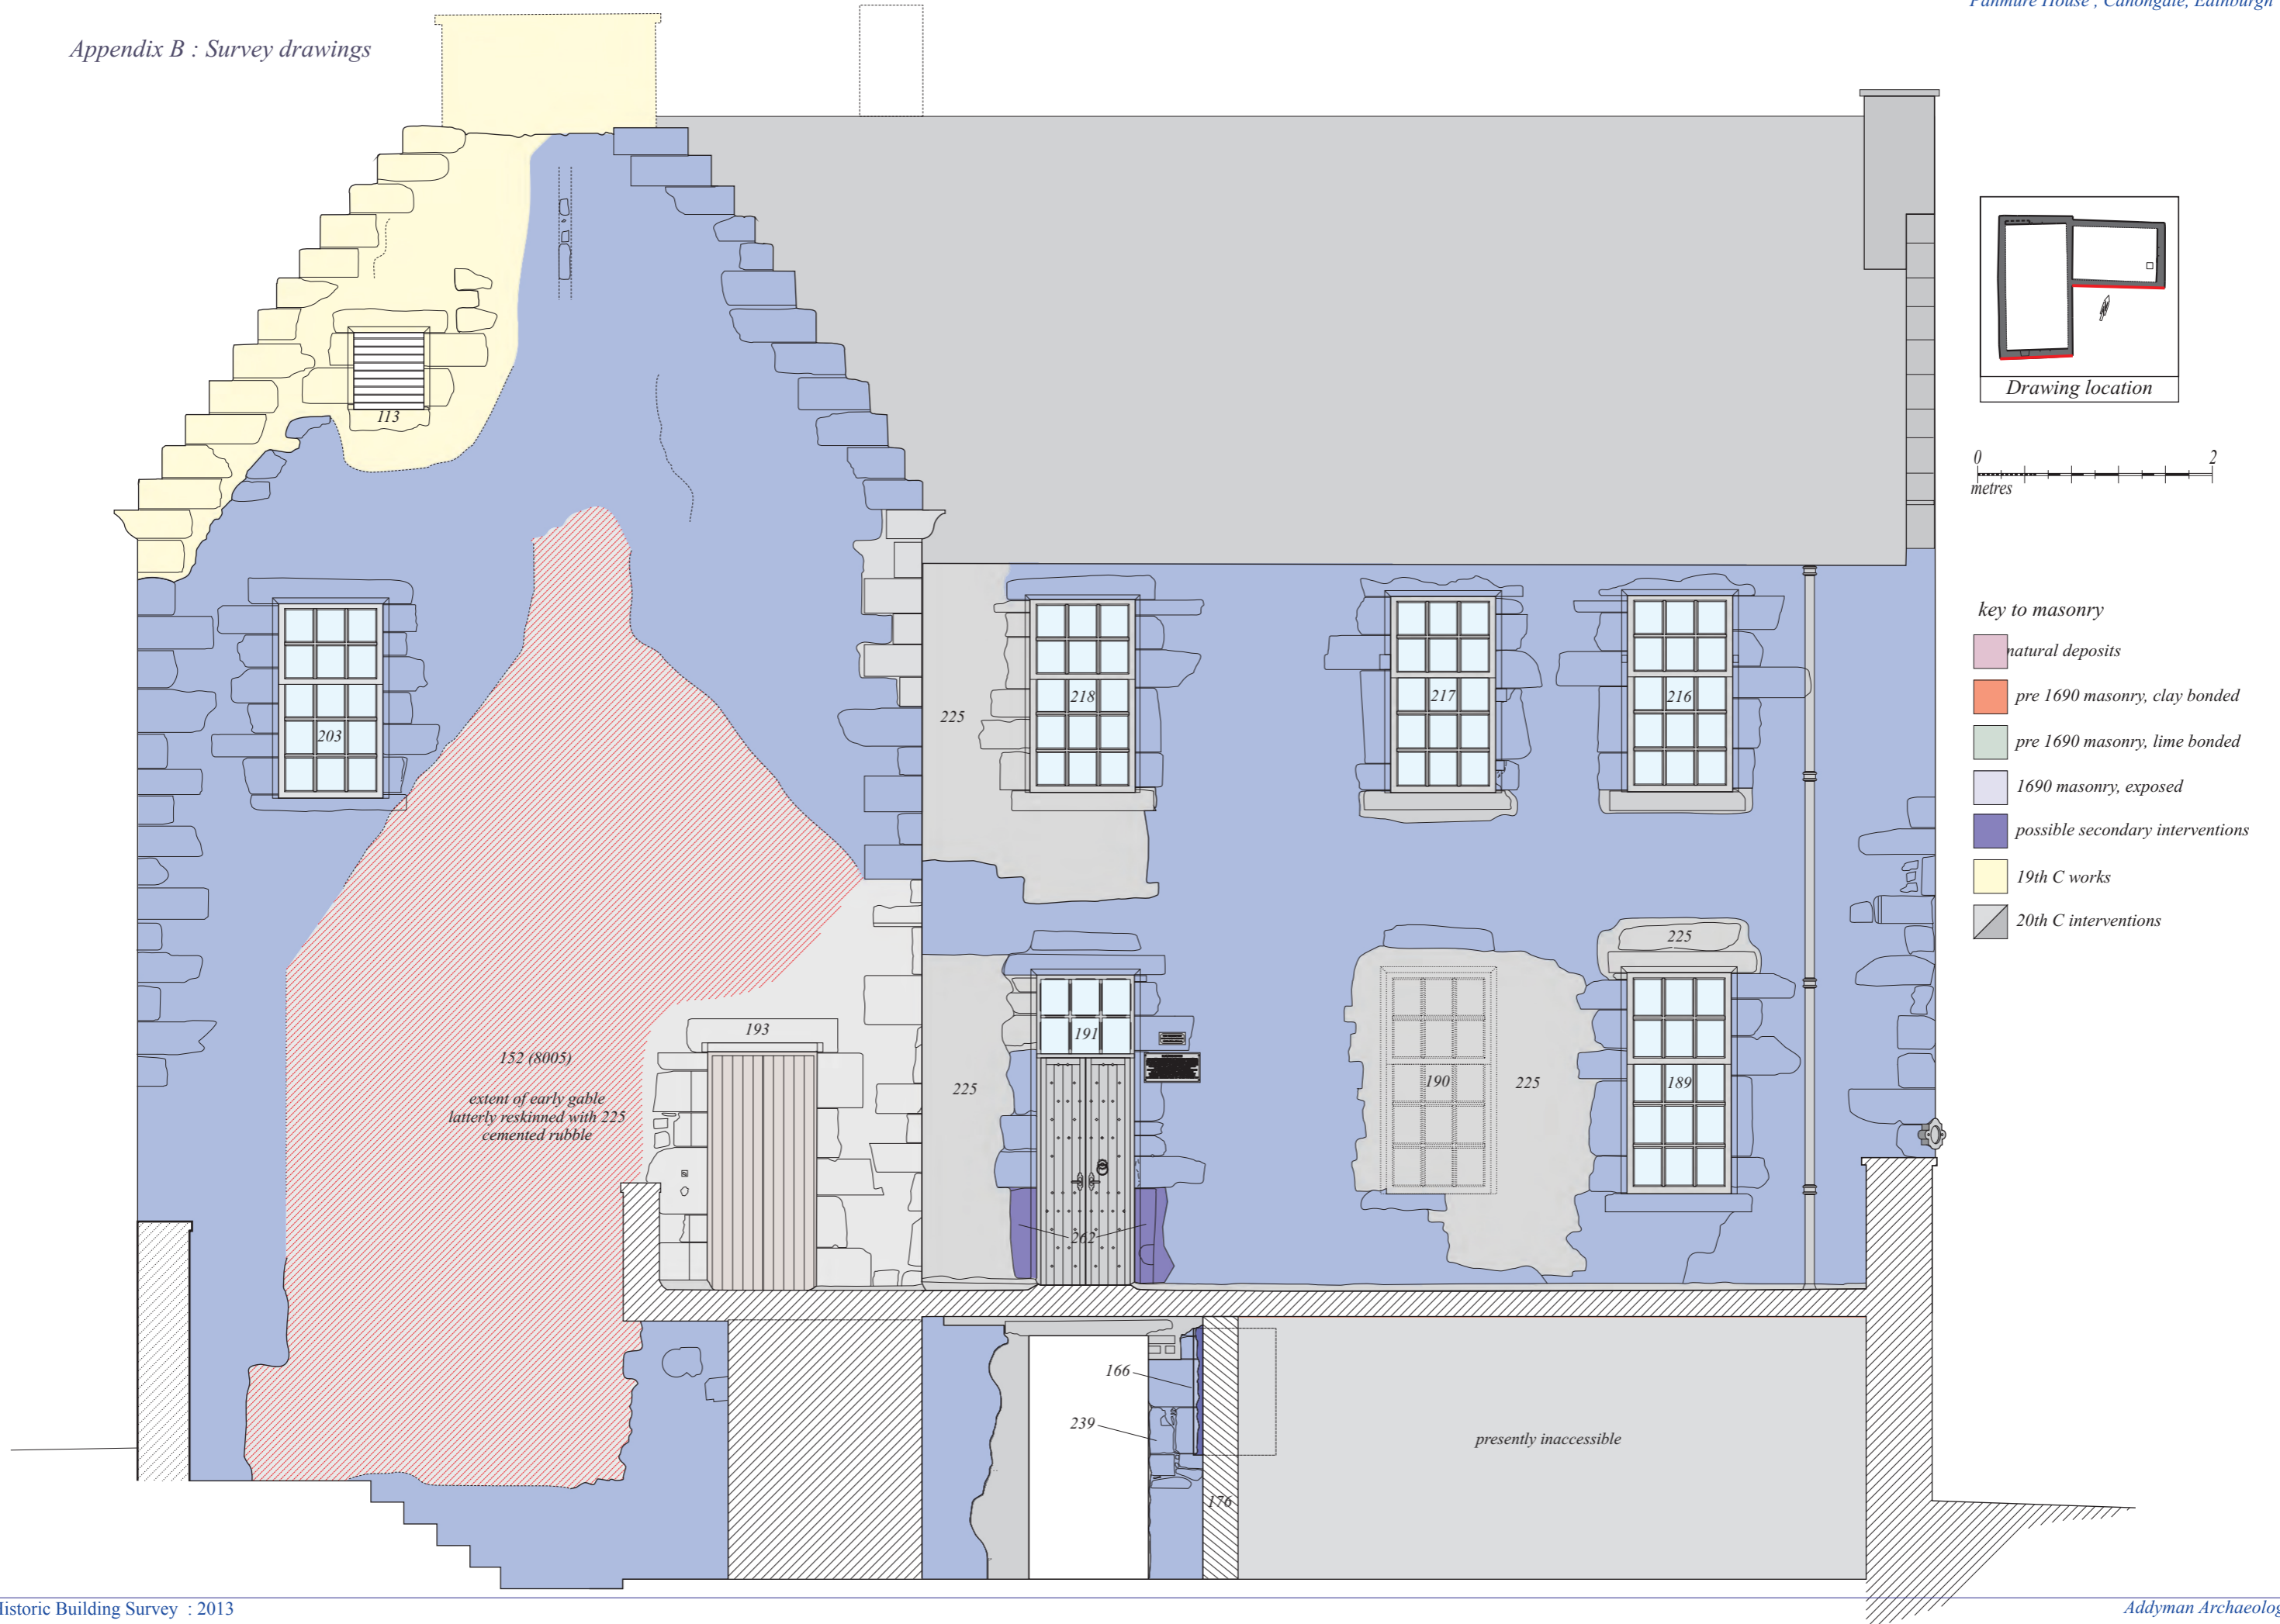 Panmure House , Canongate, Edinburgh
Appendix B : Survey drawings
113
Drawing location
0 2
metres
key to masonry
natural deposits
pre 1690 masonry, clay bonded
pre 1690 masonry, lime bonded
1690 masonry, exposed
possible secondary interventions
19th C works
20th C interventions
203
225
218
217
216
225
193
191
152 (8005)
extent of early gable
latterly reskinned with 225
cemented rubble
225
190
225
189
262
166
239
176
presently inaccessible
Historic Building Survey : 2013
Addyman Archaeolog